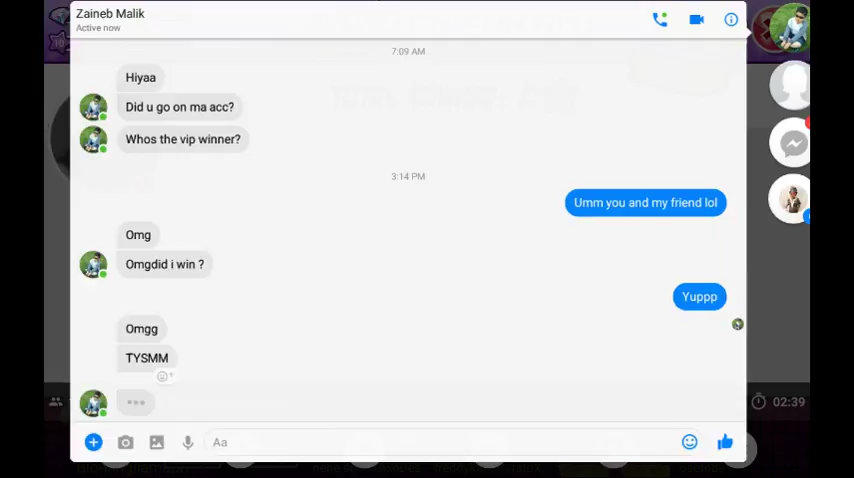 Zaineb Malik
Active now
7:09 AM
Hiyaa
Did u go on ma acc?
Whos the vip winner?
3:14 PM
Umm you and my friend lol
Omg
Omgdid i win ?
Yuppp
Omgg
TYSMM
02:39
Aa